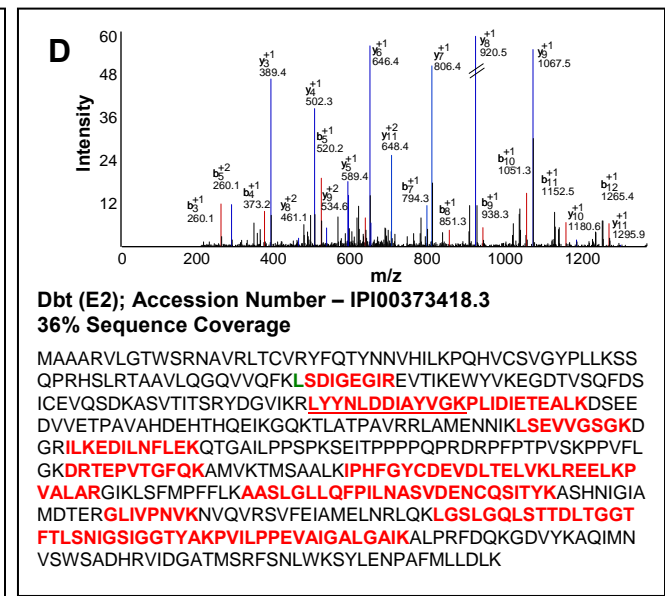 D
Intensity
60
48
36
24
12
0
200
400
600
800
1000
1200
m/z
b3+1
260.1
b5+2
260.1
b4+1
373.2
y3+1
389.4
y8+2
461.1
y4+1
502.3
b5+1
520.2
y9+2
534.6
y5+1
589.4
y6+1
646.4
y11+2
648.4
b7+1
794.3
y7+1
806.4
b8+1
851.3
y8+1
920.5
b9+1
938.3
b10+1
1051.3
y9+1
1067.5
b11+1
1152.5
y10+1
1180.6
b12+1
1265.4
y11+1
1295.9
Dbt (E2); Accession Number – IPI00373418.3
36% Sequence Coverage
MAAARVLGTWSRNAVRLTCVRYFQTYNNVHILKPQHVCSVGYPLLKSS
QPRHSLRTAAVLQGQVVQFKLSDIGEGIREVTIKEWYVKEGDTVSQFDS
ICEVQSDKASVTITSRYDGVIKRLYYNLDDIAYVGKPLIDIETEALKDSEE
DVVETPAVAHDEHTHQEIKGQKTLATPAVRRLAMENNIKLSEVVGSGKD
GRILKEDILNFLEKQTGAILPPSPKSEITPPPPQPRDRPFPTPVSKPPVFL
GKDRTEPVTGFQKAMVKTMSAALKIPHFGYCDEVDLTELVKLREELKP
VALARGIKLSFMPFFLKAASLGLLQFPILNASVDENCQSITYKASHNIGIA
MDTERGLIVPNVKNVQVRSVFEIAMELNRLQKLGSLGQLSTTDLTGGT
FTLSNIGSIGGTYAKPVILPPEVAIGALGAIKALPRFDQKGDVYKAQIMN
VSWSADHRVIDGATMSRFSNLWKSYLENPAFMLLDLK